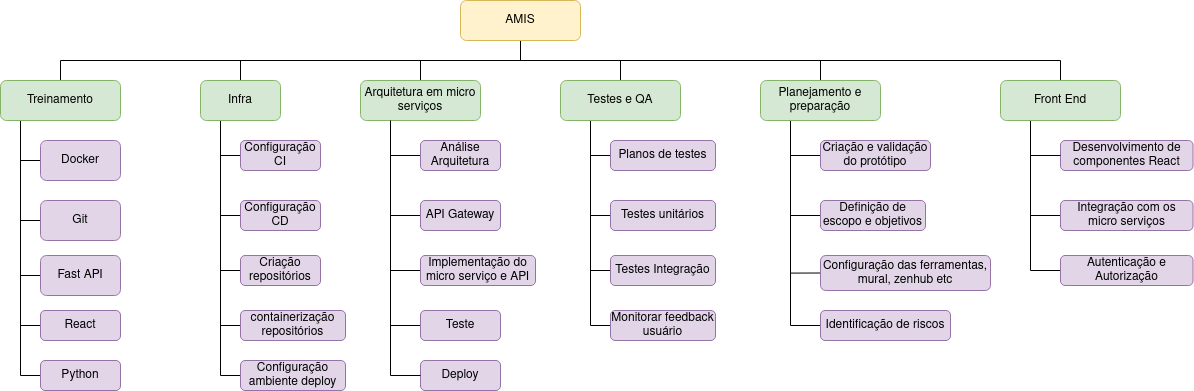 AMIS
Treinamento
Docker
Git
Fast API
React
Python
Infra
Configuração
CI
Configuração
CD
Criação
repositórios
containerização
repositórios
Configuração
ambiente deploy
Arquitetura em micro
serviços
Análise
Arquitetura
API Gateway
Implementação do
micro serviço e API
Teste
Deploy
Testes e QA
Planos de testes
Testes unitários
Testes Integração
Monitorar feedback
usuário
Planejamento e
preparação
Criação e validação
do protótipo
Definição de
escopo e objetivos
Configuração das ferramentas,
mural, zenhub etc
Identificação de riscos
Front End
Desenvolvimento de
componentes React
Integração com os
micro serviços
Autenticação e
Autorização